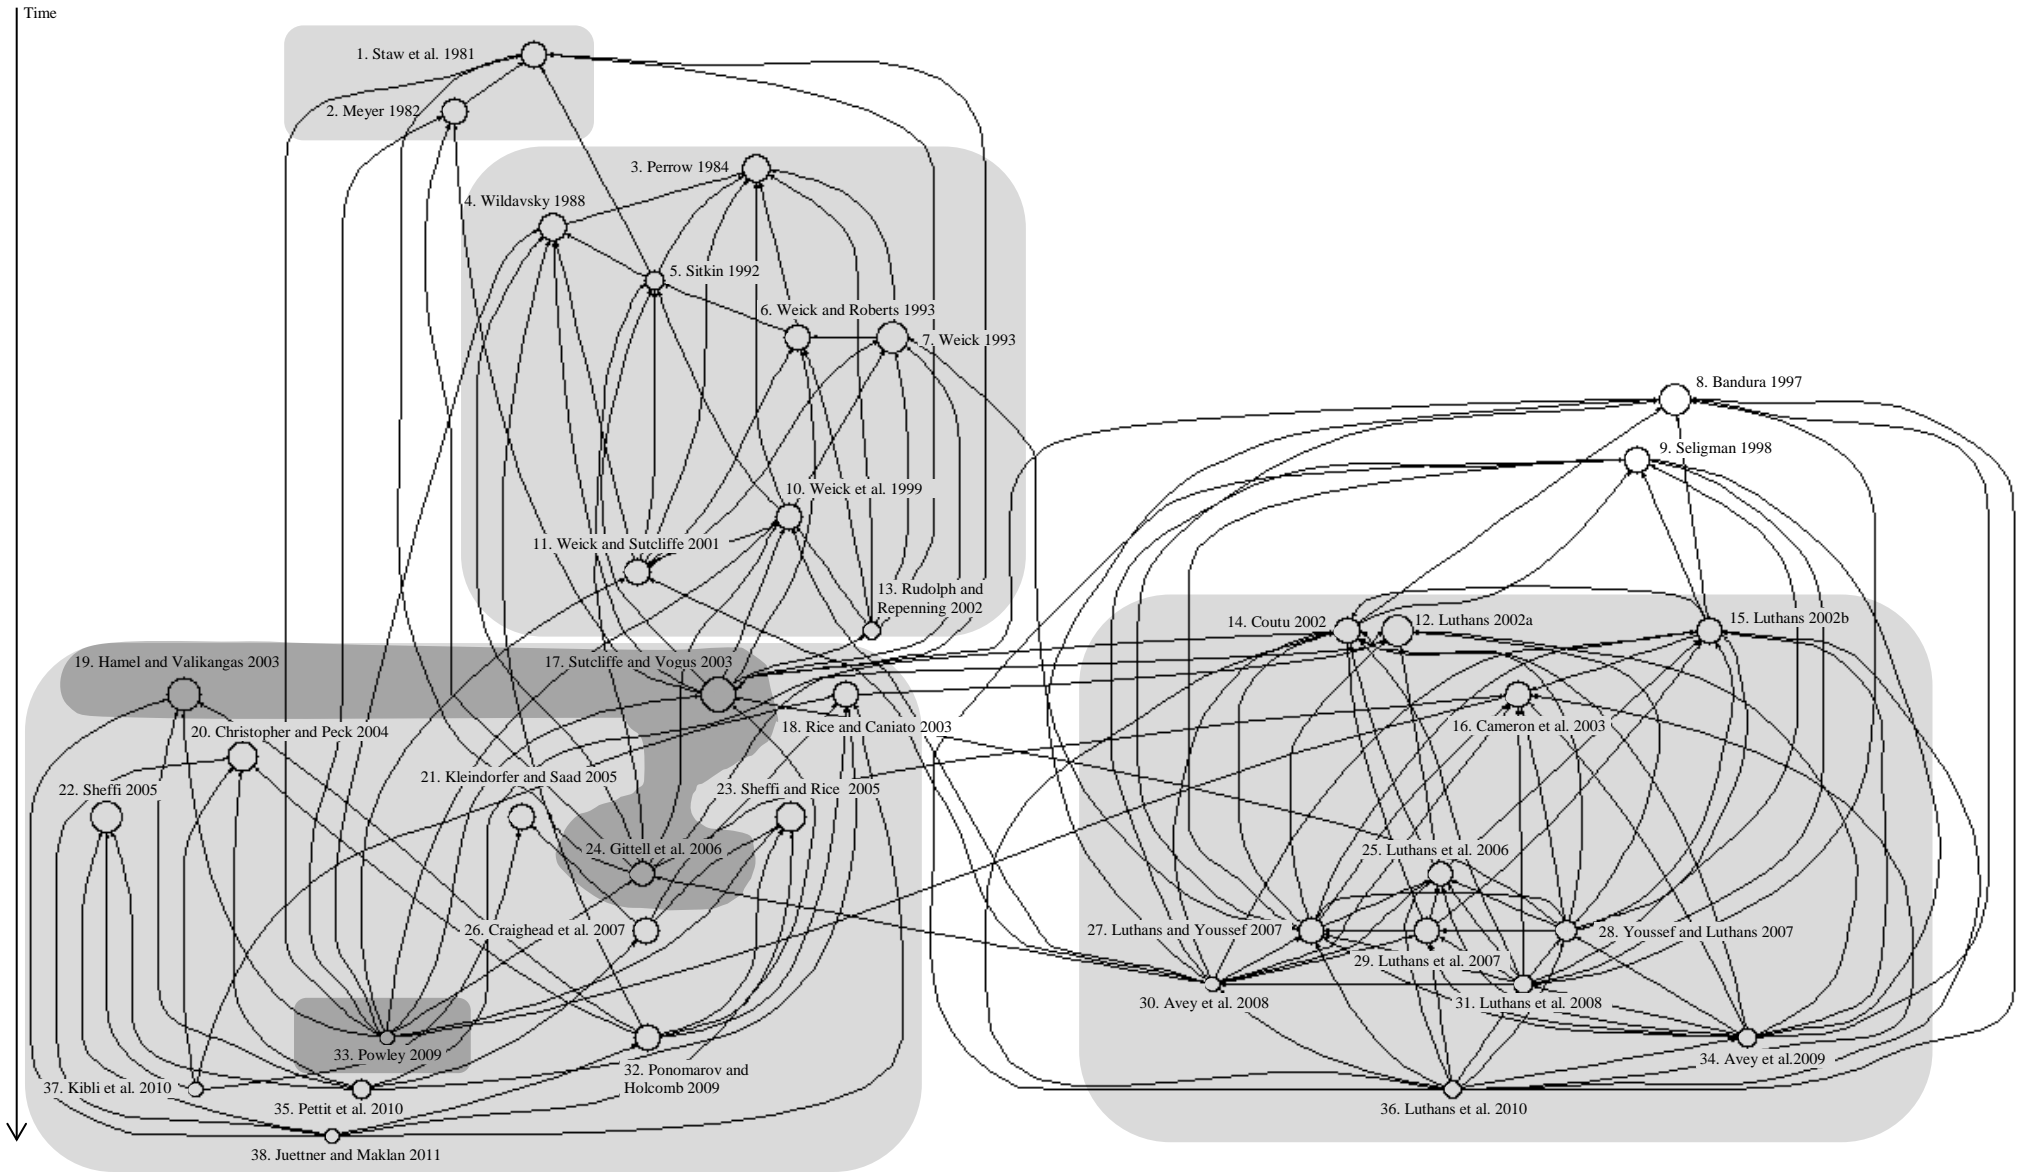 Time
1. Staw et al. 1981
2. Meyer 1982
3. Perrow 1984
4. Wildavsky 1988
5. Sitkin 1992
6. Weick and Roberts 1993
7. Weick 1993
8. Bandura 1997
9. Seligman 1998
10. Weick et al. 1999
11. Weick and Sutcliffe 2001
13. Rudolph and
Repenning 2002
14. Coutu 2002
12. Luthans 2002a
15. Luthans 2002b
19. Hamel and Valikangas 2003
17. Sutcliffe and Vogus 2003
18. Rice and Caniato 2003
16. Cameron et al. 2003
20. Christopher and Peck 2004
21. Kleindorfer and Saad 2005
22. Sheffi 2005
23. Sheffi and Rice 2005
24. Gittell et al. 2006
25. Luthans et al. 2006
26. Craighead et al. 2007
27. Luthans and Youssef 2007
28. Youssef and Luthans 2007
29. Luthans et al. 2007
30. Avey et al. 2008
31. Luthans et al. 2008
33. Powley 2009
32. Ponomarov and
Holcomb 2009
34. Avey et al.2009
37. Kibli et al. 2010
35. Pettit et al. 2010
36. Luthans et al. 2010
38. Juettner and Maklan 2011